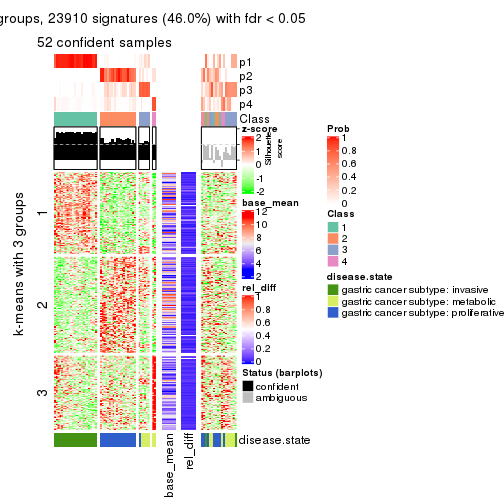 groups, 23910 signatures (46.0%) with fdr < 0.05
52 confident samples
p1
p2
p3
p4
Class
z-score
2
1
0
-1
-2
Silhouette
score
base_mean
12
10
8
6
4
2
rel_diff
1
0.8
0.6
0.4
0.2
0
Status (barplots)
confident
ambiguous
Prob
1
0.8
0.6
0.4
0.2
0
Class
1
2
3
4
disease.state
gastric cancer subtype: invasive
gastric cancer subtype: metabolic
gastric cancer subtype: proliferative
k-means with 3 groups
1
2
3
base_mean
rel_diff
disease.state